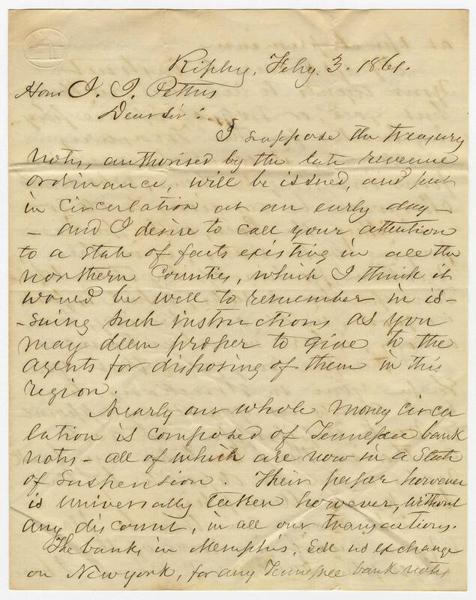 Ripley, Feby. 3. 1861.
Hon J. J. Pettus
Dear Sir:
I suppose the treasury
notes, authorised by the late revenue
ordinance, will be issued, and put
in circulation at an early day—
— and I desire to call your attention
to a State of facts existing in all the
northern Counties, which I think it
would be well to remember in is-
-suing such instructions as you
may deem proper to give to the
agents for disposing of them in this
region.
Nearly our whole money circu
lation is composed of Tennessee bank
notes — all of which are now in a State
of Suspension. Their paper however
is universally taken however, without
any discount, in all our transactions.
The banks in Memphis, Sell us exchange
on New York, for any Tennessee bank notes